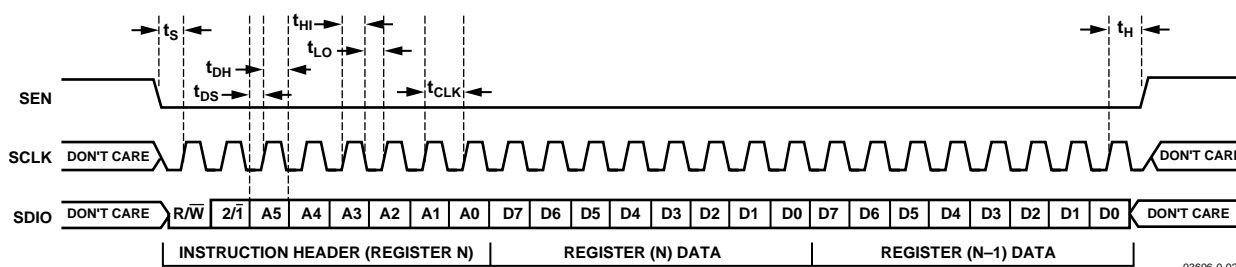 tS
tHI
tLO
tDH
tDS
tCLK
tH
SEN
SCLK DON'T CARE DON'T CARE
SDIO DON'T CARE R/W̅ 2/1̅ A5 A4 A3 A2 A1 A0 D7 D6 D5 D4 D3 D2 D1 D0 D7 D6 D5 D4 D3 D2 D1 D0 DON'T CARE
INSTRUCTION HEADER (REGISTER N) REGISTER (N) DATA REGISTER (N–1) DATA